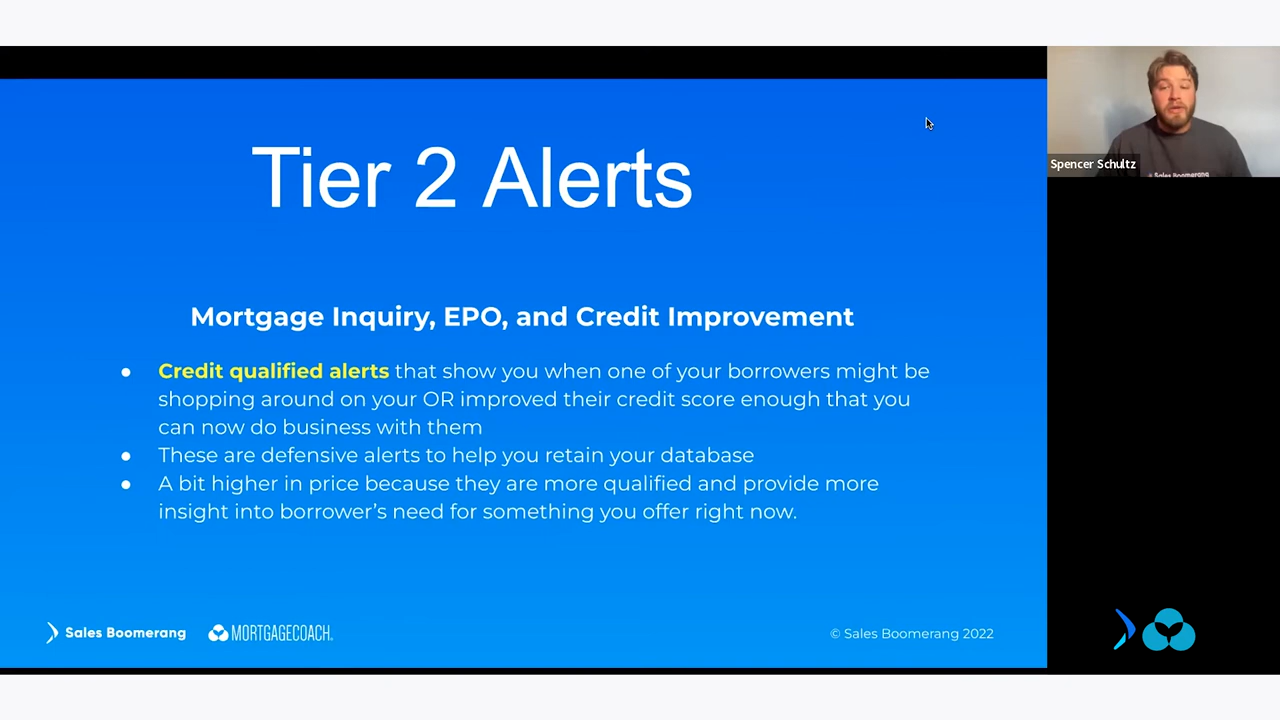 Tier 2 Alerts
Mortgage Inquiry, EPO, and Credit Improvement
● Credit qualified alerts that show you when one of your borrowers might be
shopping around on your OR improved their credit score enough that you
can now do business with them
● These are defensive alerts to help you retain your database
● A bit higher in price because they are more qualified and provide more
insight into borrower’s need for something you offer right now.
Sales Boomerang
MORTGAGECOACH.
© Sales Boomerang 2022
Spencer Schultz
Sales Boomerang